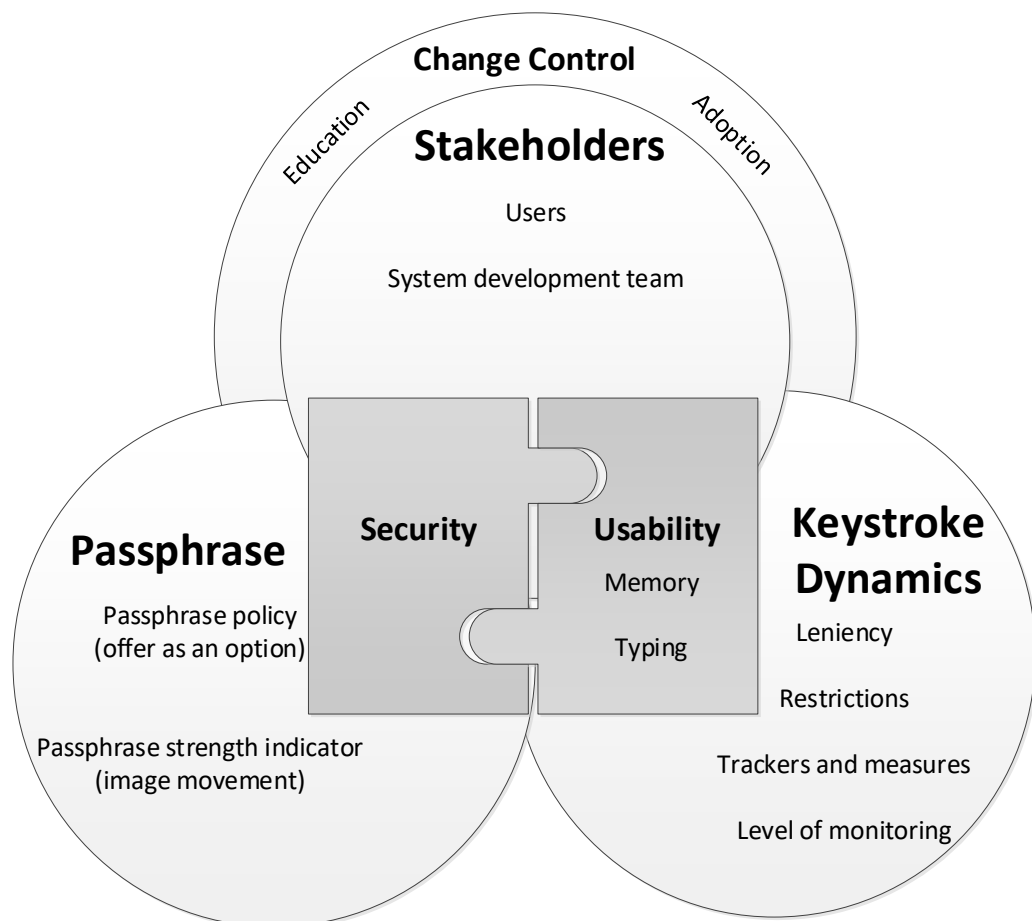 Change Control
Education
Adoption
Stakeholders
Users
System development team
Security
Usability
Memory
Typing
Passphrase
Passphrase policy
(offer as an option)
Passphrase strength indicator
(image movement)
Keystroke
Dynamics
Leniency
Restrictions
Trackers and measures
Level of monitoring